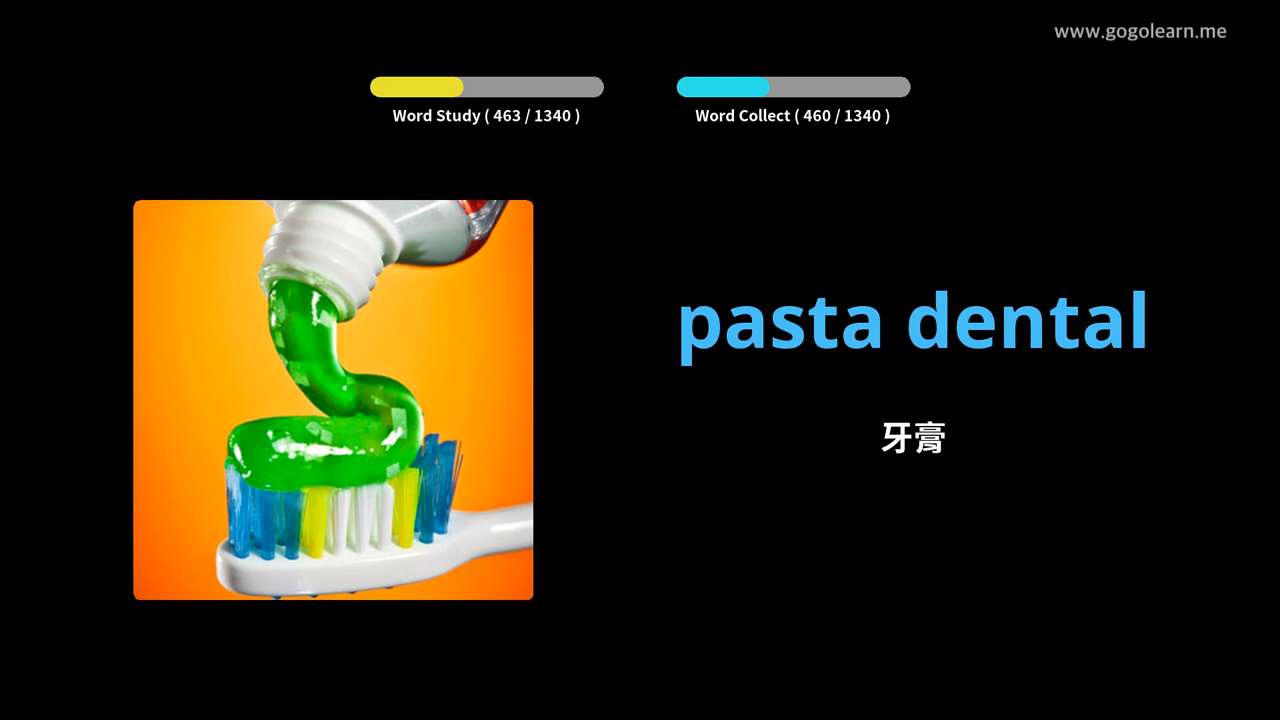 www.gogolearn.me
Word Study ( 463 / 1340 )
Word Collect ( 460 / 1340 )
pasta dental
牙膏